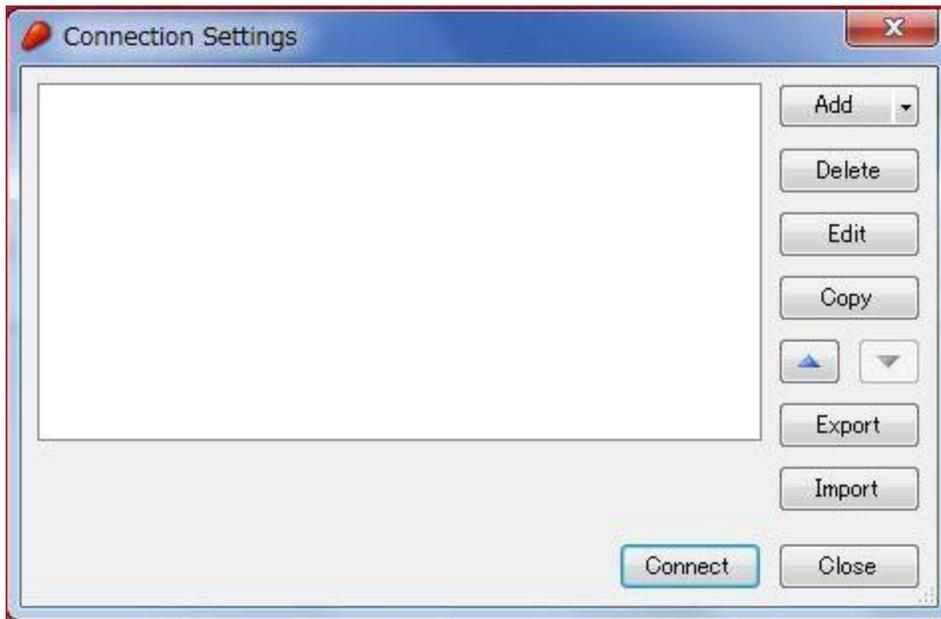 Connection Settings
Add
Delete
Edit
Copy
Export
Import
Connect
Close